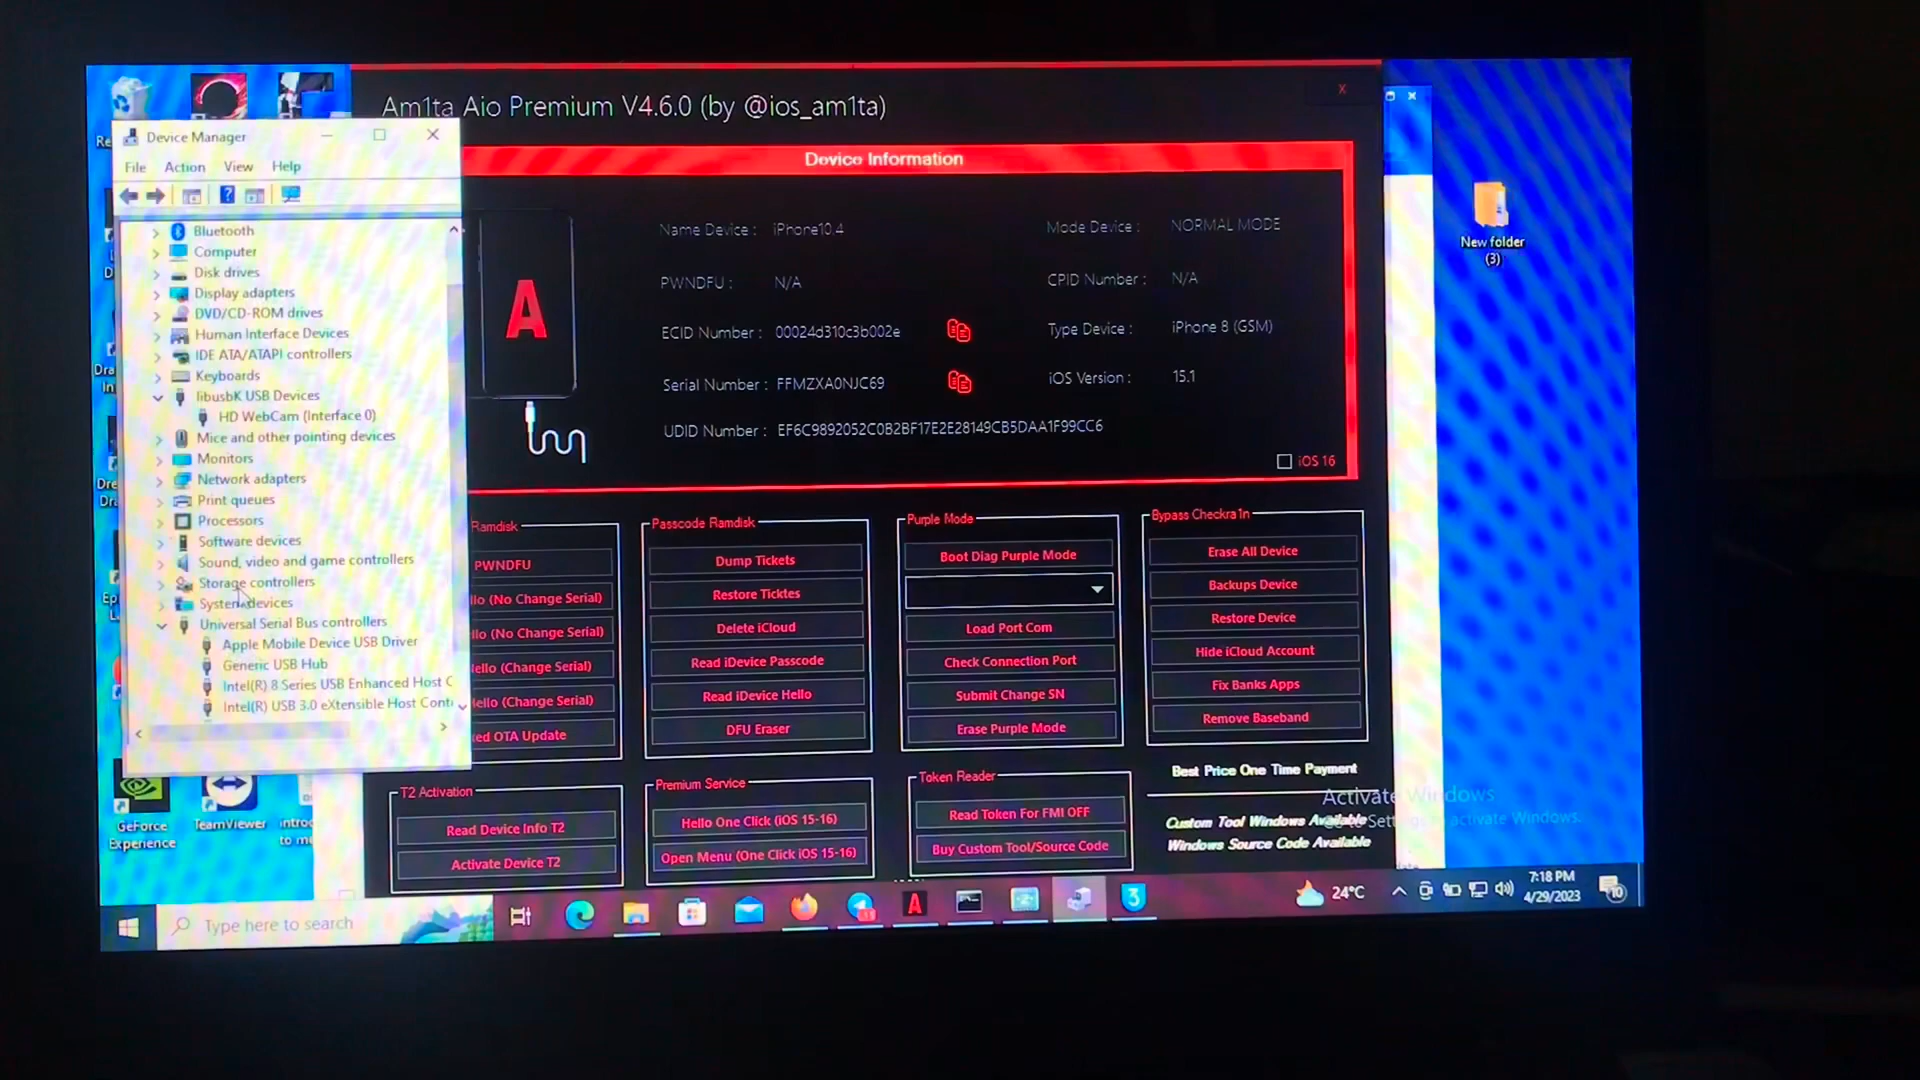 Am1ta Aio Premium V4.6.0 (by @ios_am1ta)
X
Device Manager
File Action View Help
Bluetooth
Computer
Disk drives
Display adapters
DVD/CD-ROM drives
Human Interface Devices
IDE ATA/ATAPI controllers
Keyboards
libusbK USB Devices
HD WebCam (Interface 0)
Mice and other pointing devices
Monitors
Network adapters
Print queues
Processors
Software devices
Sound, video and game controllers
Storage controllers
System devices
Universal Serial Bus controllers
Apple Mobile Device USB Driver
Generic USB Hub
Intel(R) 8 Series USB Enhanced Host C
Intel(R) USB 3.0 eXtensible Host Contr
Device Information
A
Name Device : iPhone10,4
Mode Device : NORMAL MODE
PWNDFU : N/A
CPID Number : N/A
ECID Number : 00024d310c3b002e
Type Device : iPhone 8 (GSM)
Serial Number : FFMZXA0NJC69
iOS Version : 15.1
UDID Number : EF6C9892052C0B2BF17E2E28149CB5DAA1F99CC6
iOS 16
Ramdisk
PWNDFU
llo (No Change Serial)
llo (No Change Serial)
ello (Change Serial)
ello (Change Serial)
ed OTA Update
Passcode Ramdisk
Dump Tickets
Restore Ticktes
Delete iCloud
Read iDevice Passcode
Read iDevice Hello
DFU Eraser
Purple Mode
Boot Diag Purple Mode
Load Port Com
Check Connection Port
Submit Change SN
Erase Purple Mode
Bypass Checkra1n
Erase All Device
Backups Device
Restore Device
Hide iCloud Account
Fix Banks Apps
Remove Baseband
T2 Activation
Read Device Info T2
Activate Device T2
Premium Service
Hello One Click (iOS 15-16)
Open Menu (One Click iOS 15-16)
Token Reader
Read Token For FMI OFF
Buy Custom Tool/Source Code
Best Price One Time Payment
Custom Tool Windows Available
Windows Source Code Available
Activate Windows
activate Windows.
New folder
(3)
GeForce
Experience
TeamViewer
introd
to me
Type here to search
A
3
24°C
7:18 PM
4/29/2023
10